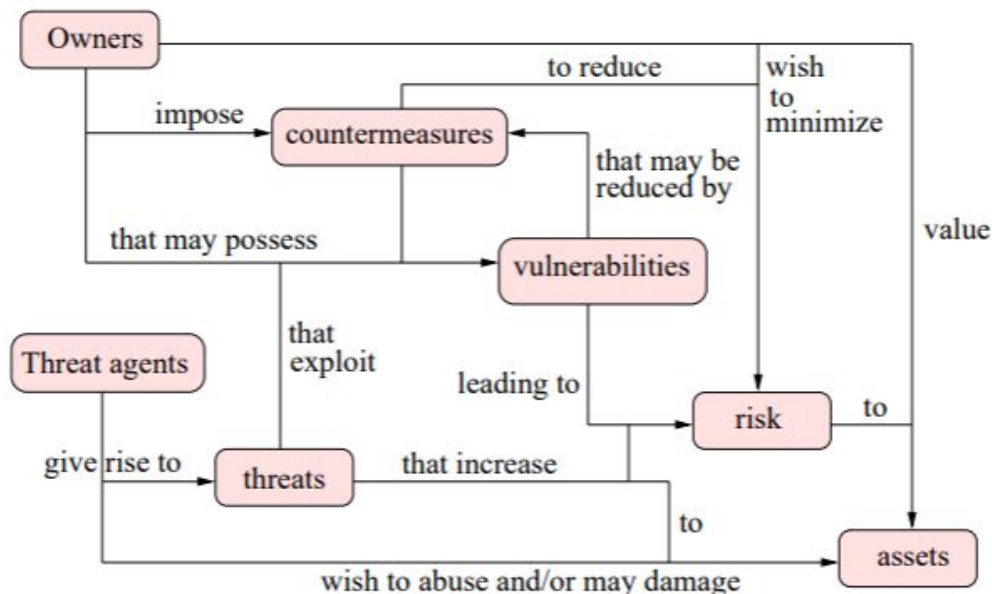 Owners
to reduce
wish
to
minimize
impose
countermeasures
that may be
reduced by
that may possess
vulnerabilities
value
that
exploit
Threat agents
leading to
risk
to
give rise to
threats
that increase
to
assets
wish to abuse and/or may damage